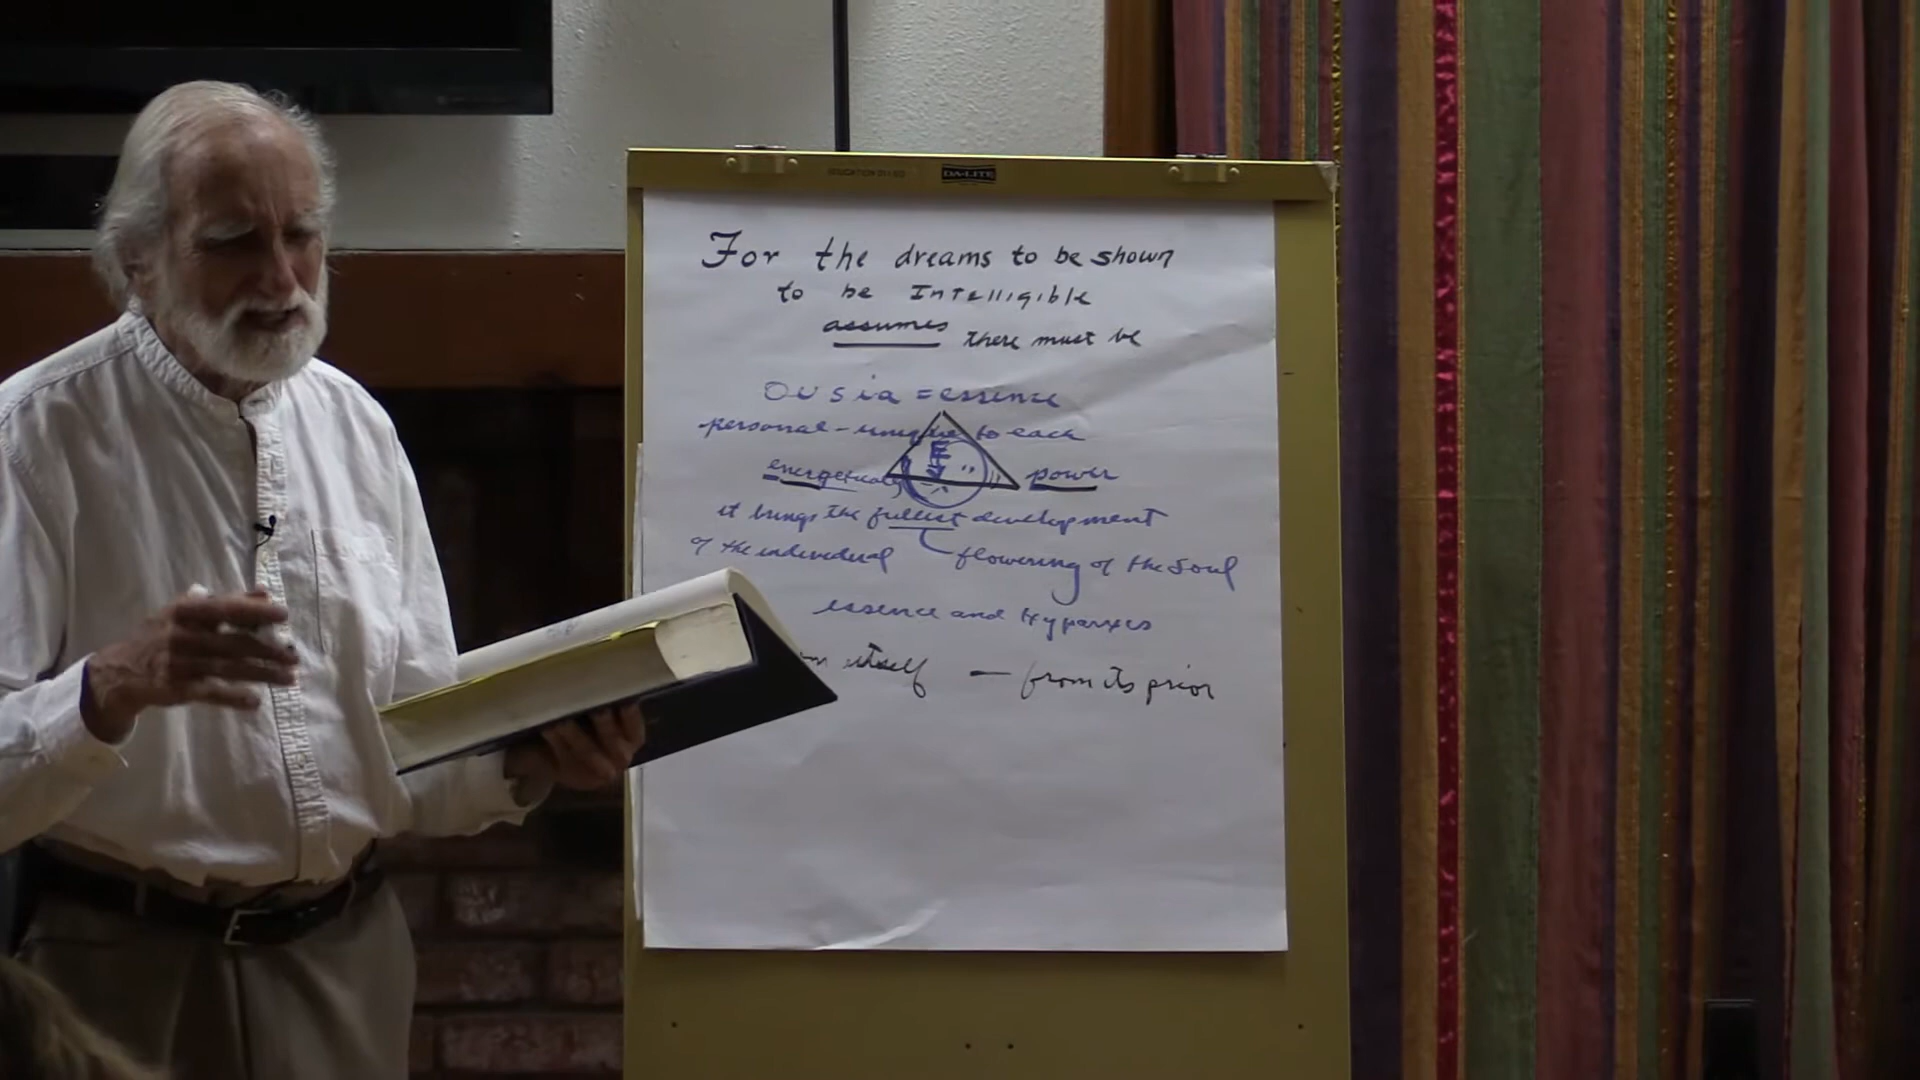 DA-LITE
For the dreams to be shown
to be Intelligible
assumes there must be
ousia = essence
personal - unique to each
energetically power
it brings the fullest development
of the individual flowering of the Soul
essence and Hyparxis
itself — from its prior